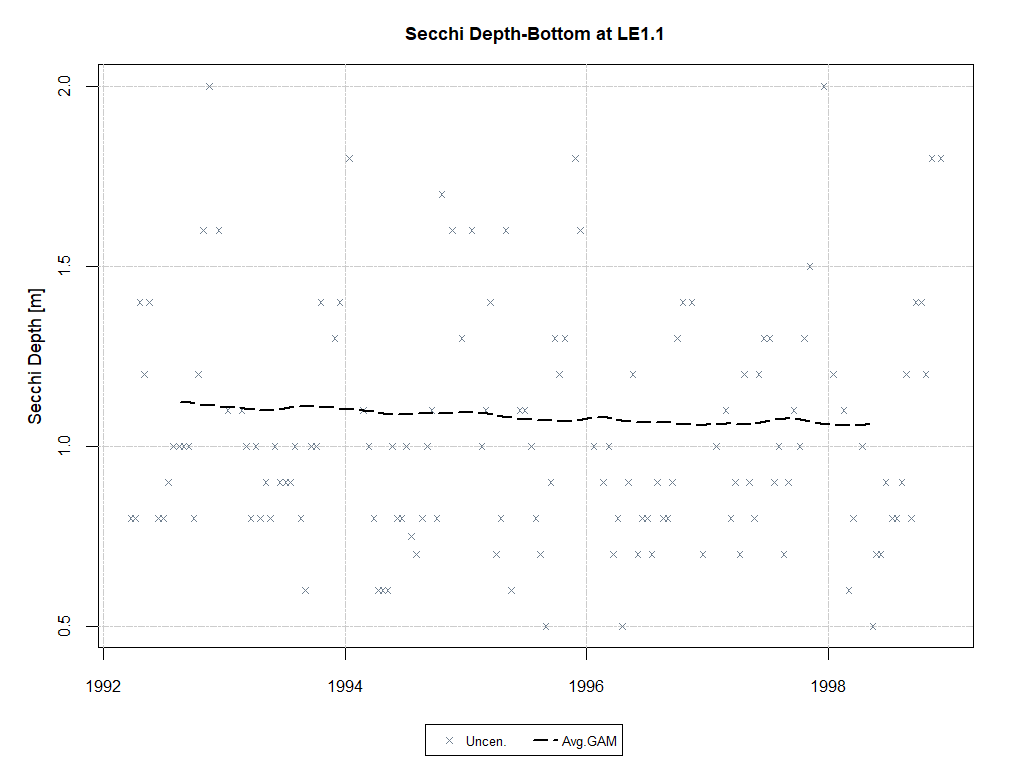 Secchi Depth-Bottom at LE1.1
Secchi Depth [m]
2.0
1.5
1.0
0.5
1992 1994 1996 1998
Uncen. Avg.GAM